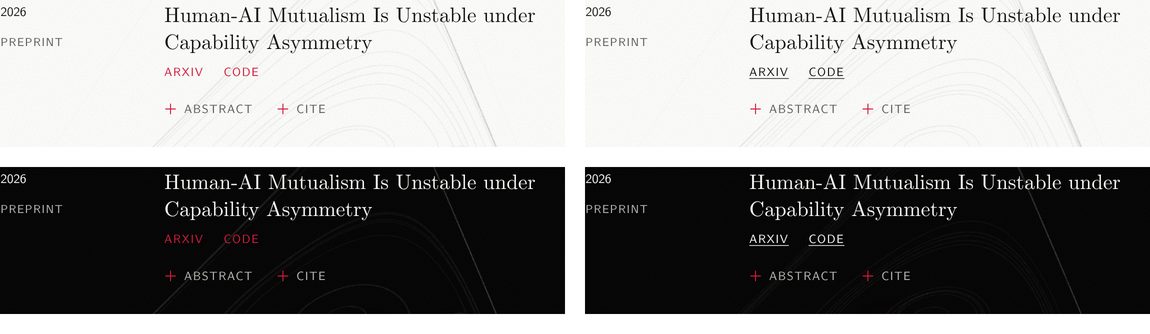 2026
PREPRINT
Human-AI Mutualism Is Unstable under
Capability Asymmetry
ARXIV CODE
+ ABSTRACT + CITE
2026
PREPRINT
Human-AI Mutualism Is Unstable under
Capability Asymmetry
ARXIV CODE
+ ABSTRACT + CITE
2026
PREPRINT
Human-AI Mutualism Is Unstable under
Capability Asymmetry
ARXIV CODE
+ ABSTRACT + CITE
2026
PREPRINT
Human-AI Mutualism Is Unstable under
Capability Asymmetry
ARXIV CODE
+ ABSTRACT + CITE